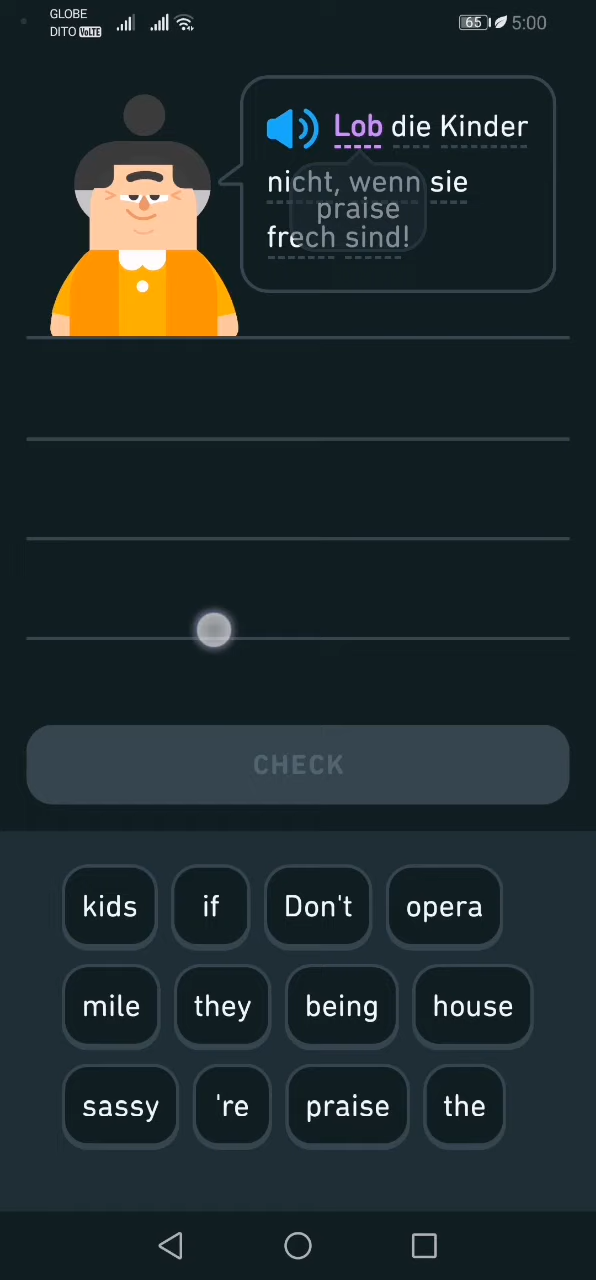 GLOBE
DITO VoLTE
65 5:00
Lob die Kinder
nicht, wenn sie
praise
frech sind!
CHECK
kids if Don't opera
mile they being house
sassy 're praise the